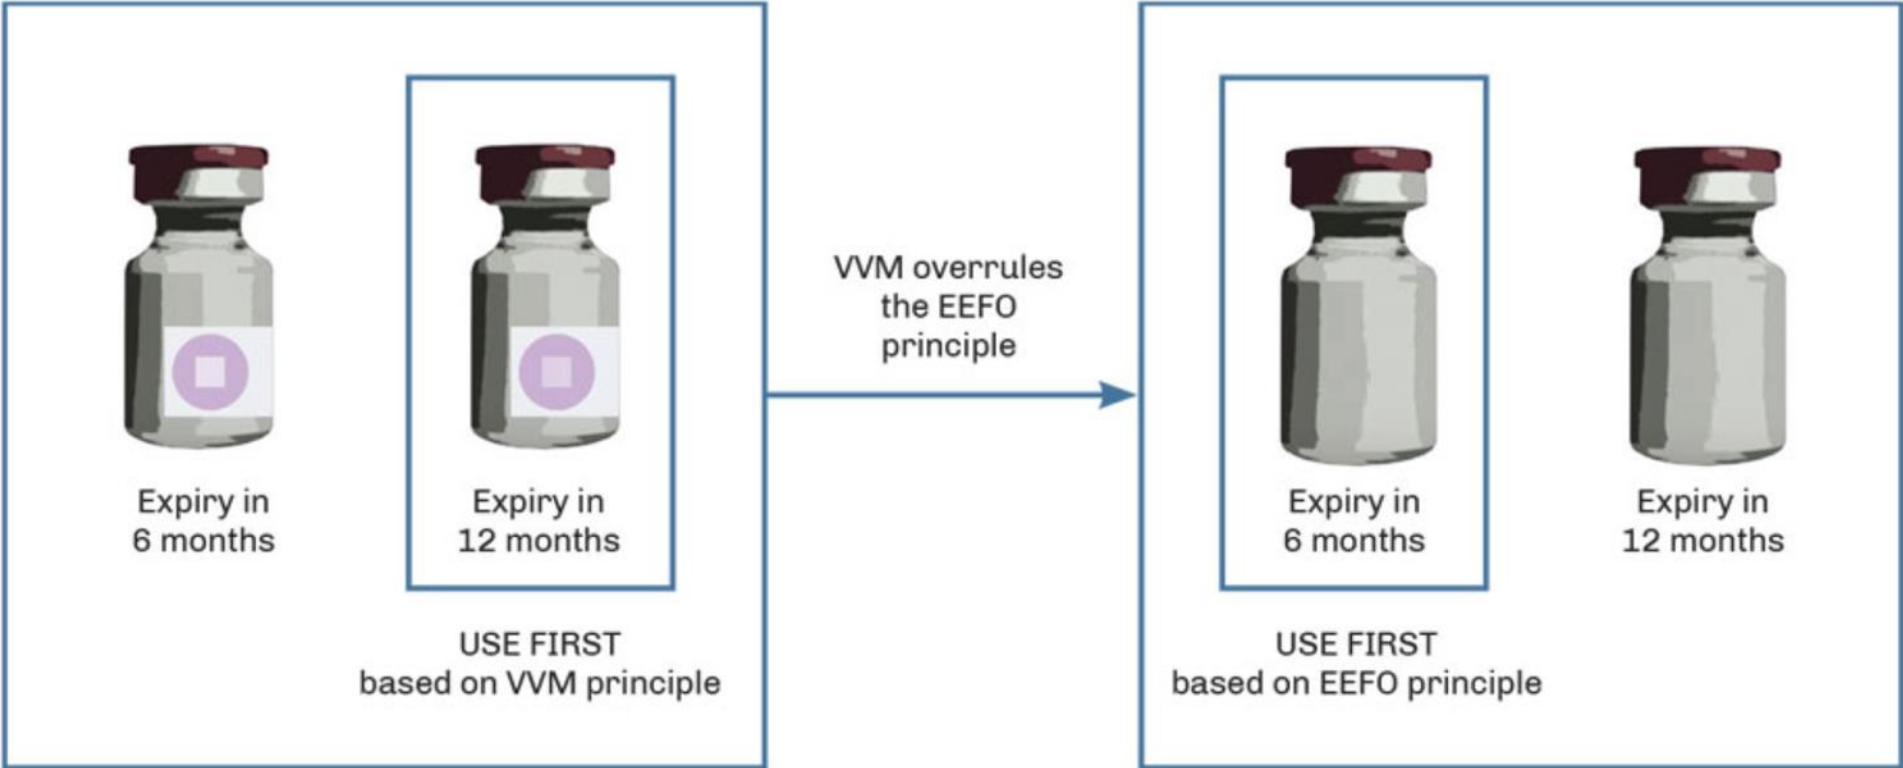 Expiry in
6 months
Expiry in
12 months
USE FIRST
based on VVM principle
VVM overrules
the EEFO
principle
Expiry in
6 months
USE FIRST
based on EEFO principle
Expiry in
12 months